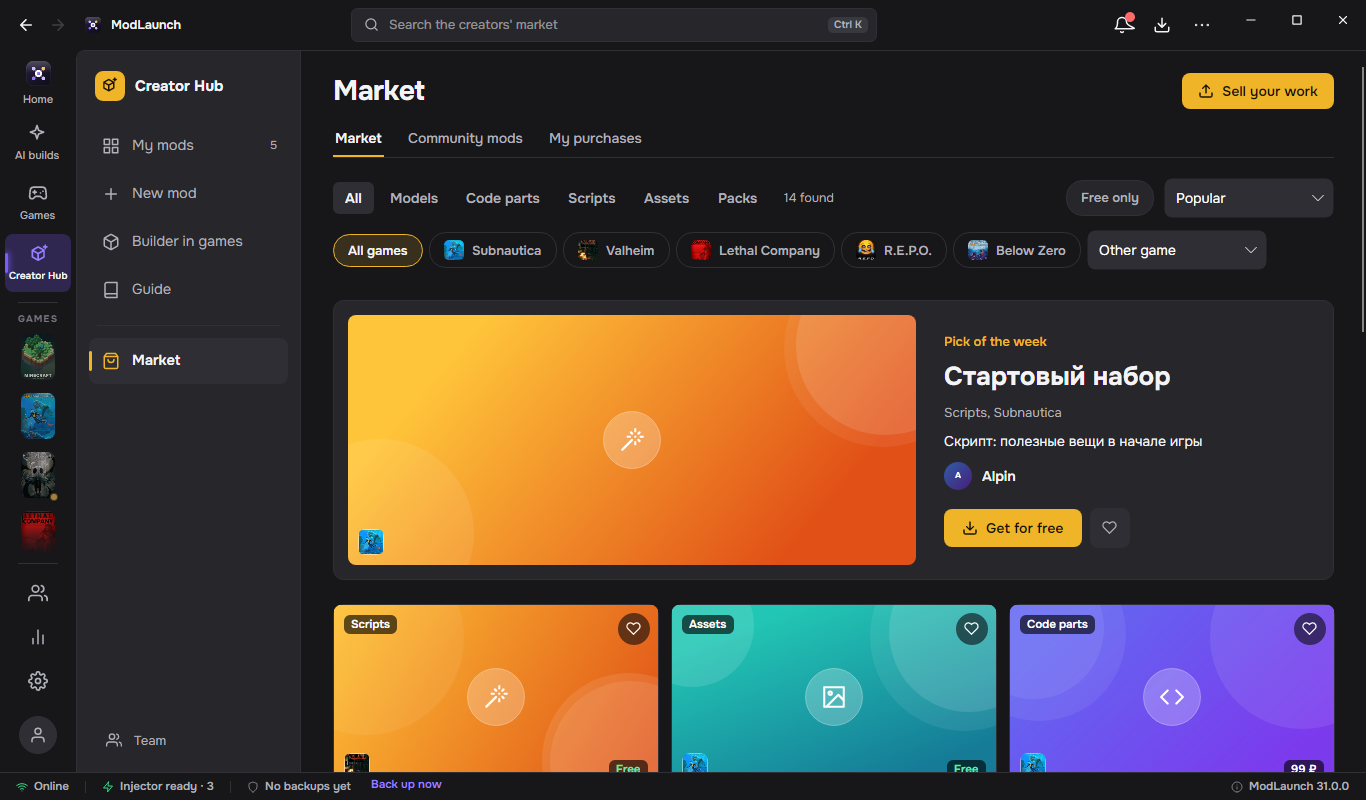 ModLaunch
Search the creators' market
Ctrl K
Home
AI builds
Games
Creator Hub
GAMES
MINECRAFT
LETHAL
COMPANY
Creator Hub
My mods 5
New mod
Builder in games
Guide
Market
Team
Market
Sell your work
Market Community mods My purchases
All Models Code parts Scripts Assets Packs 14 found Free only Popular
All games Subnautica Valheim Lethal Company R.E.P.O. Below Zero Other game
Pick of the week
Стартовый набор
Scripts, Subnautica
Скрипт: полезные вещи в начале игры
A Alpin
Get for free
Scripts Assets Code parts
Free Free 99 ₽
Online Injector ready · 3 No backups yet Back up now ModLaunch 31.0.0